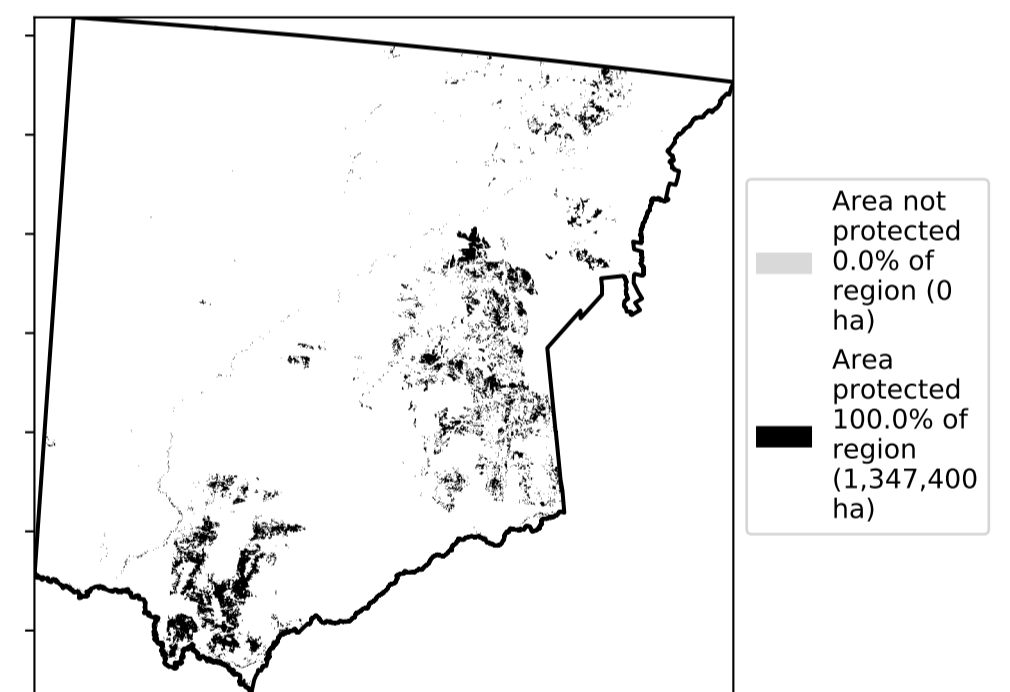 Area not
protected
0.0% of
region (0
ha)
Area
protected
100.0% of
region
(1,347,400
ha)